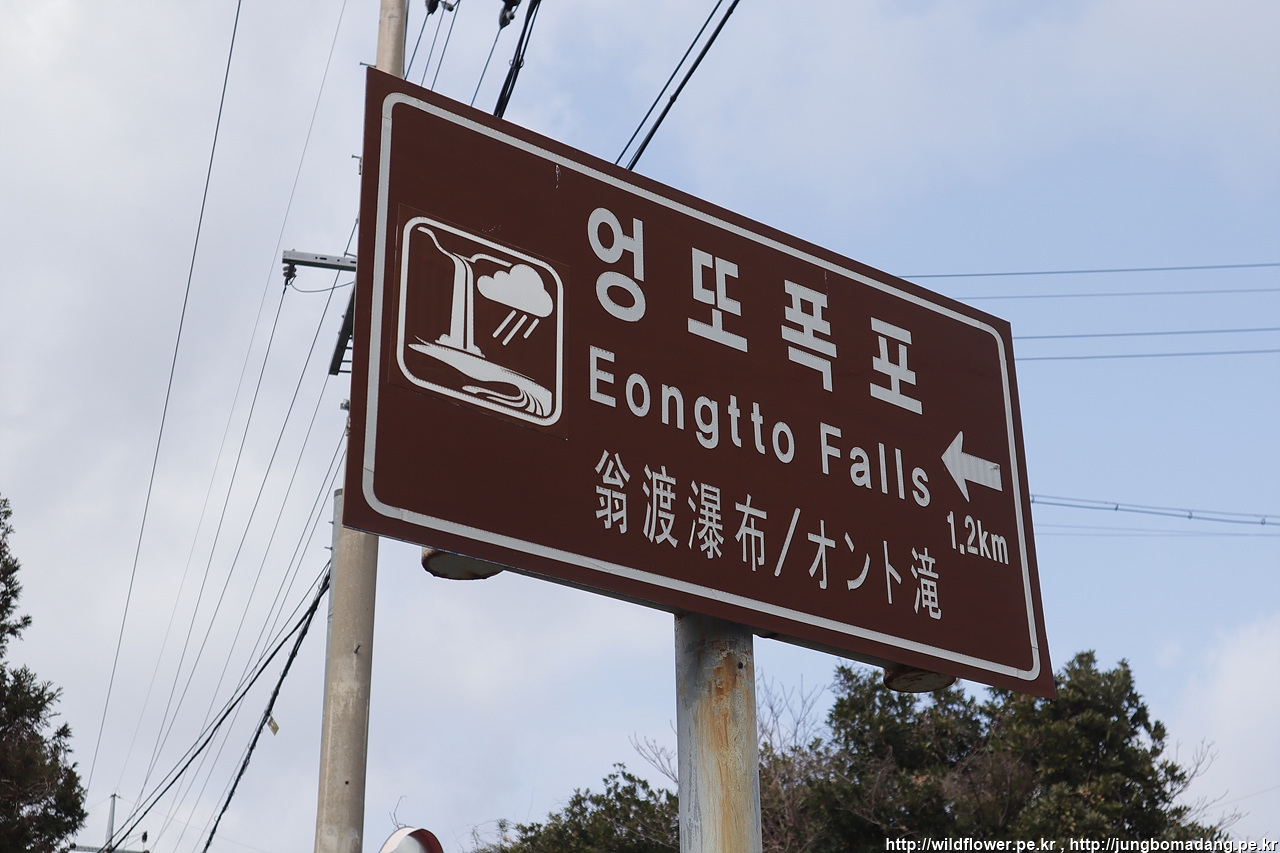 엉또폭포
Eongtto Falls
1.2km
翁渡瀑布/オント滝
http://wildflower.pe.kr , http://jungbomadang.pe.kr